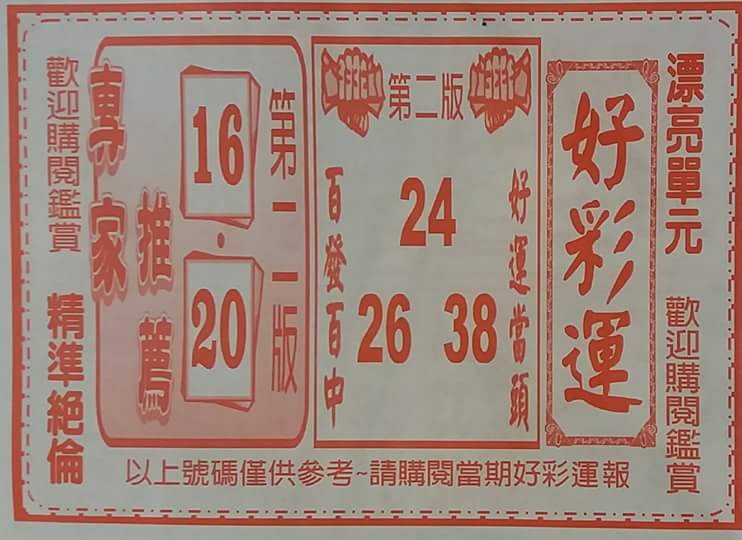 漂亮單元
歡迎購閱鑑賞
好彩運
第二版
好運當頭
24
26 38
百發百中
第一二版
16
·
20
專家
推薦
歡迎購閱鑑賞
精準絕倫
以上號碼僅供參考~請購閱當期好彩運報